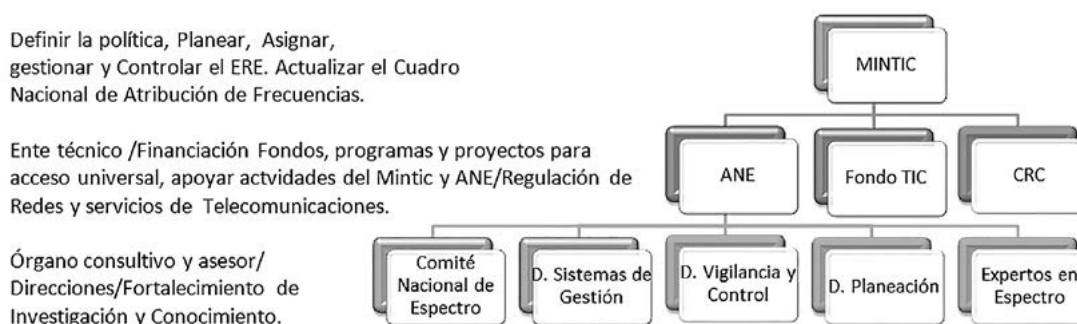 Definir la política, Planear, Asignar,
gestionar y Controlar el ERE. Actualizar el Cuadro
Nacional de Atribución de Frecuencias.
MINTIC
Ente técnico /Financiación Fondos, programas y proyectos para
acceso universal, apoyar actvidades del Mintic y ANE/Regulación de
Redes y servicios de Telecomunicaciones.
ANE
Fondo TIC
CRC
Órgano consultivo y asesor/
Direcciones/Fortalecimiento de
Investigación y Conocimiento.
Comité
Nacional de
Espectro
D. Sistemas de
Gestión
D. Vigilancia y
Control
D. Planeación
Expertos en
Espectro